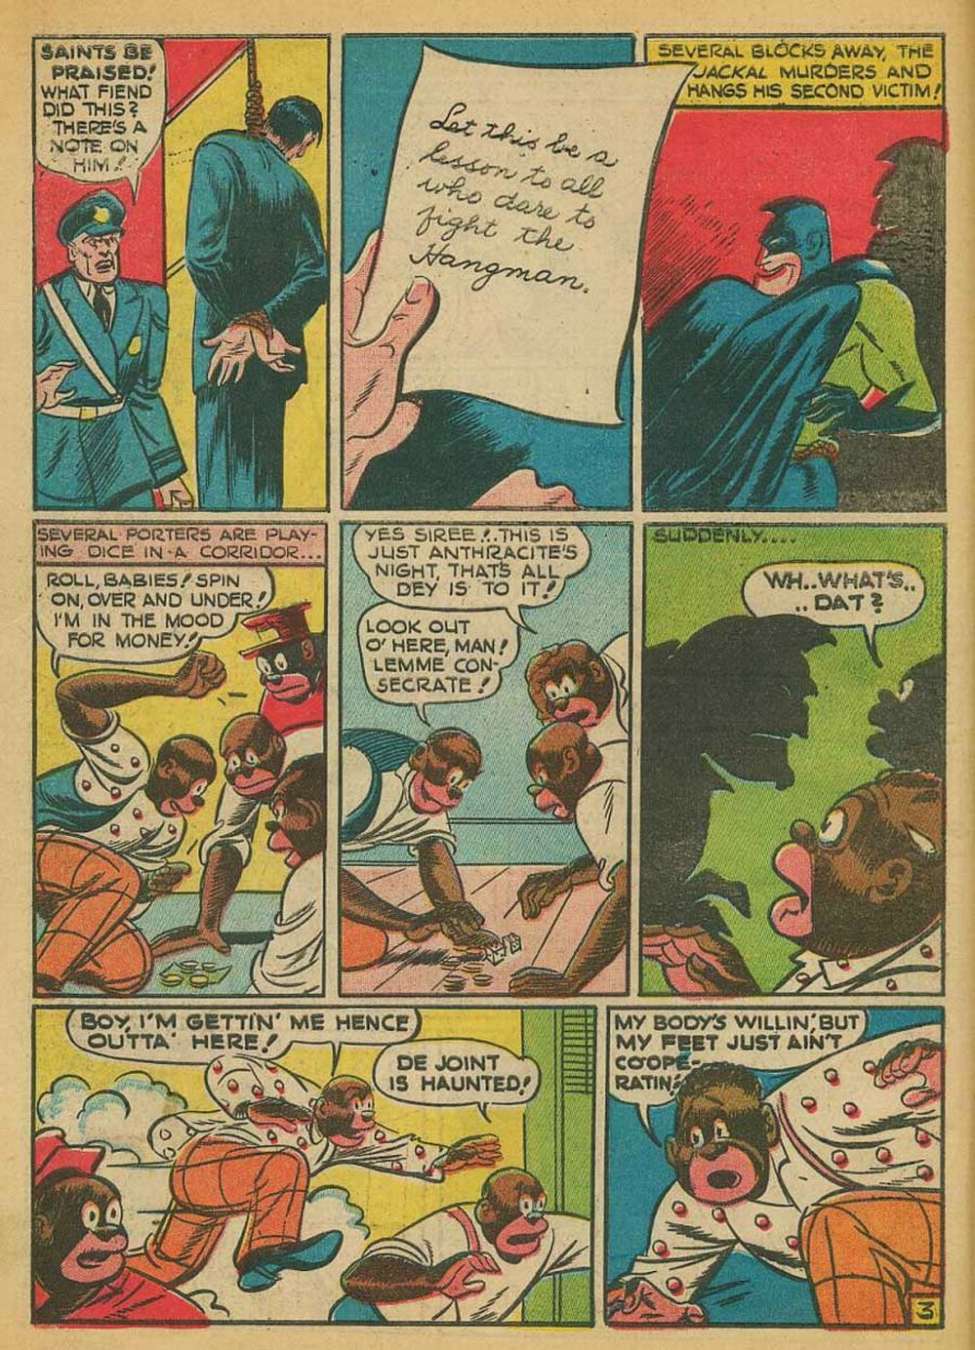 SAINTS BE
PRAISED!
WHAT FIEND
DID THIS?
THERE'S A
NOTE ON
HIM!
Let this be a
lesson to all
who dare to
fight the
Hangman.
SEVERAL BLOCKS AWAY, THE
JACKAL MURDERS AND
HANGS HIS SECOND VICTIM!
SEVERAL PORTERS ARE PLAY-
ING DICE IN A CORRIDOR...
ROLL, BABIES! SPIN
ON, OVER AND UNDER!
I'M IN THE MOOD
FOR MONEY!
YES SIREE!..THIS IS
JUST ANTHRACITE'S
NIGHT, THAT'S ALL
DEY IS TO IT!
LOOK OUT
O' HERE, MAN!
LEMME CON-
SECRATE!
SUDDENLY....
WH..WHAT'S..
..DAT?
BOY, I'M GETTIN' ME HENCE
OUTTA' HERE!
DE JOINT
IS HAUNTED!
MY BODY'S WILLIN', BUT
MY FEET JUST AIN'T
COOPE-
RATIN'!
3